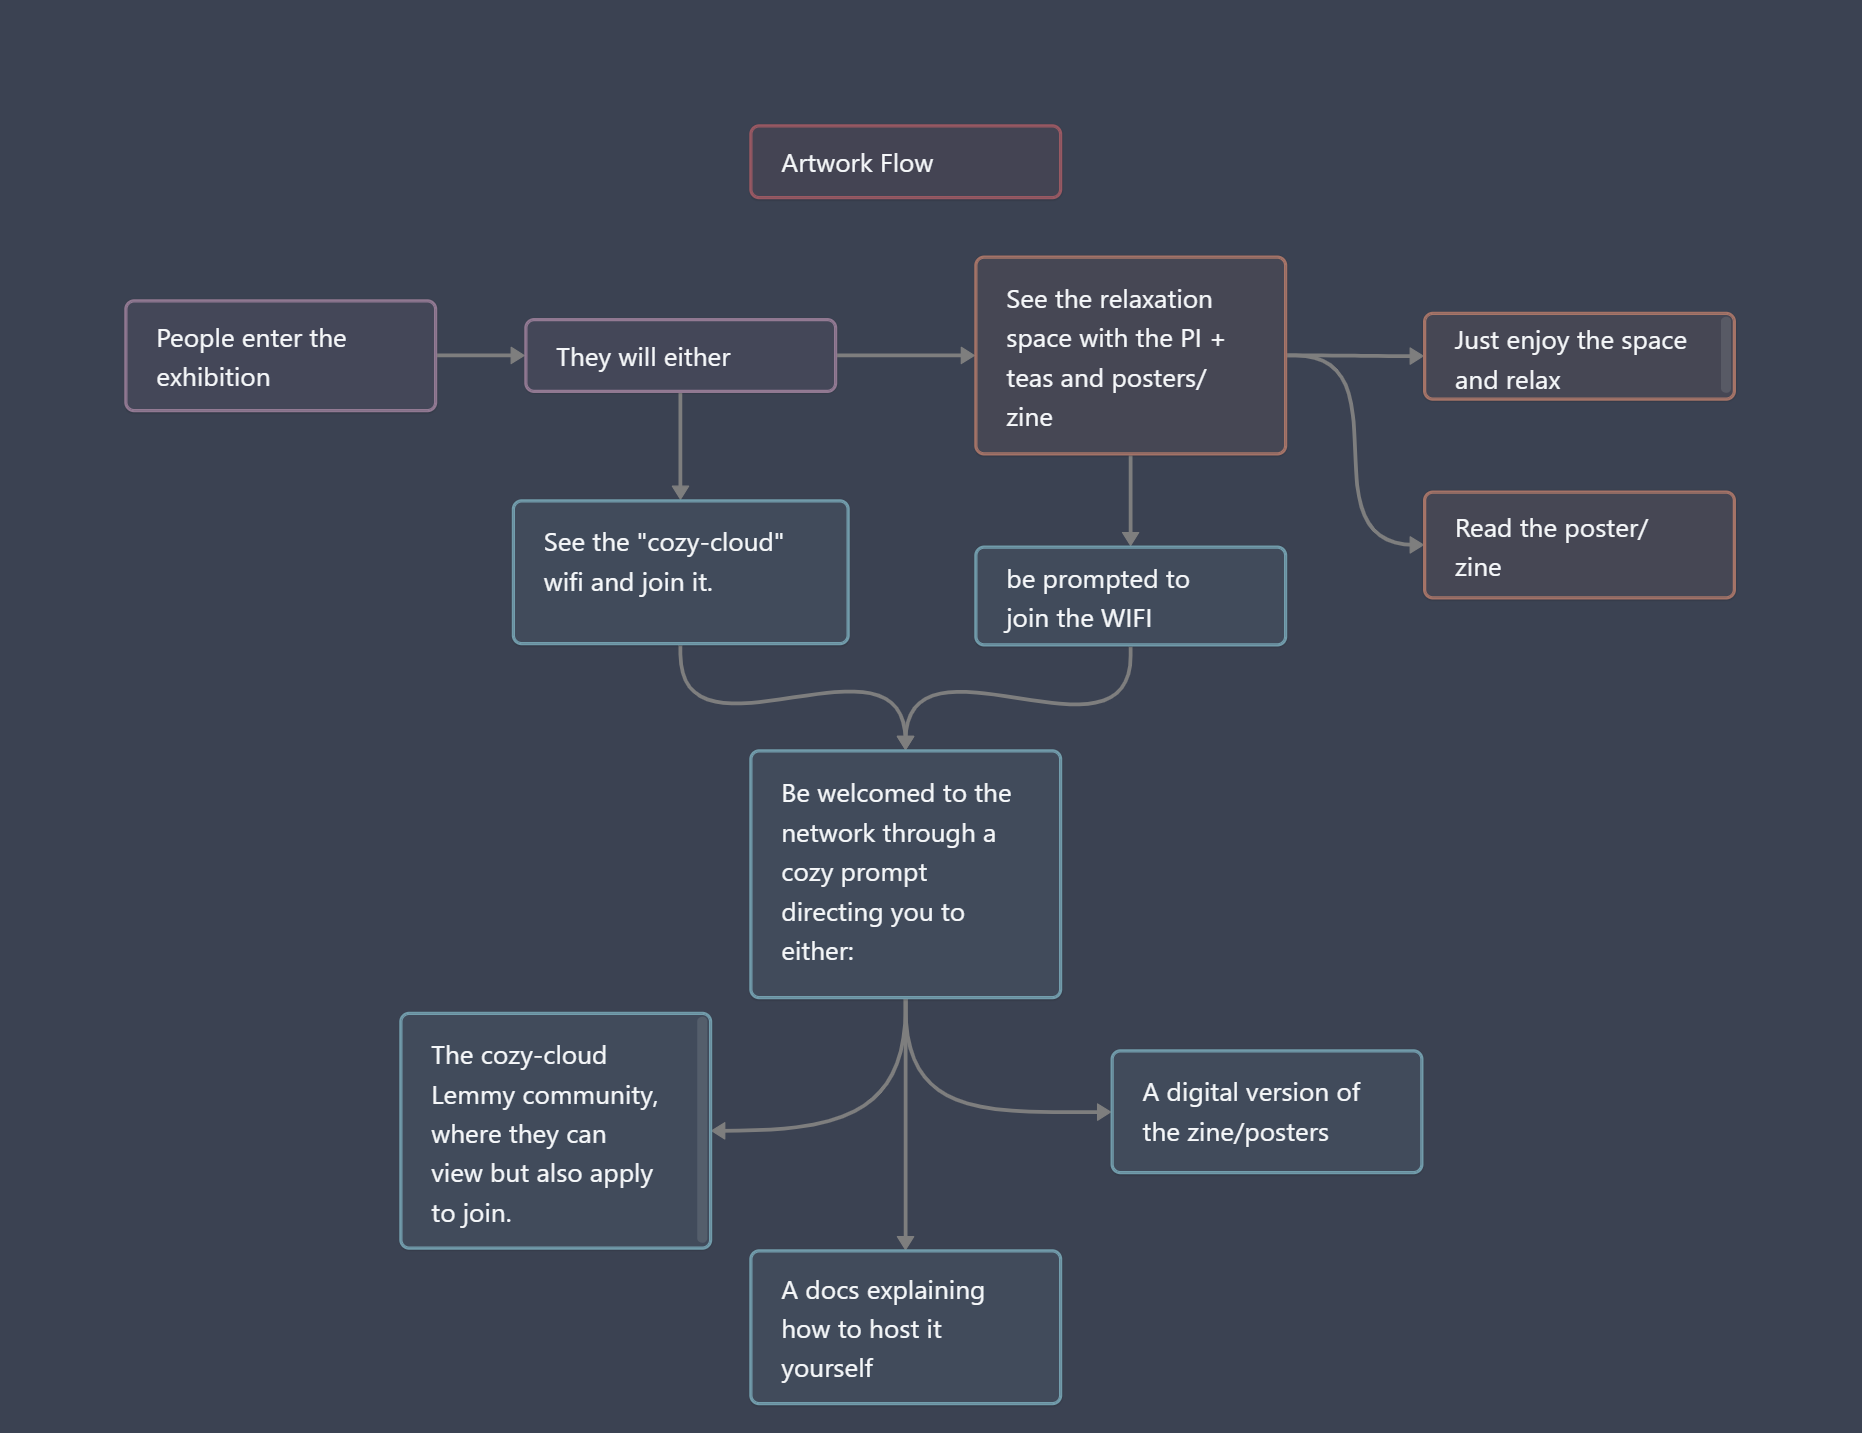 Artwork Flow
People enter the
exhibition
They will either
See the relaxation
space with the PI +
teas and posters/
zine
Just enjoy the space
and relax
Read the poster/
zine
See the "cozy-cloud"
wifi and join it.
be prompted to
join the WIFI
Be welcomed to the
network through a
cozy prompt
directing you to
either:
The cozy-cloud
Lemmy community,
where they can
view but also apply
to join.
A digital version of
the zine/posters
A docs explaining
how to host it
yourself